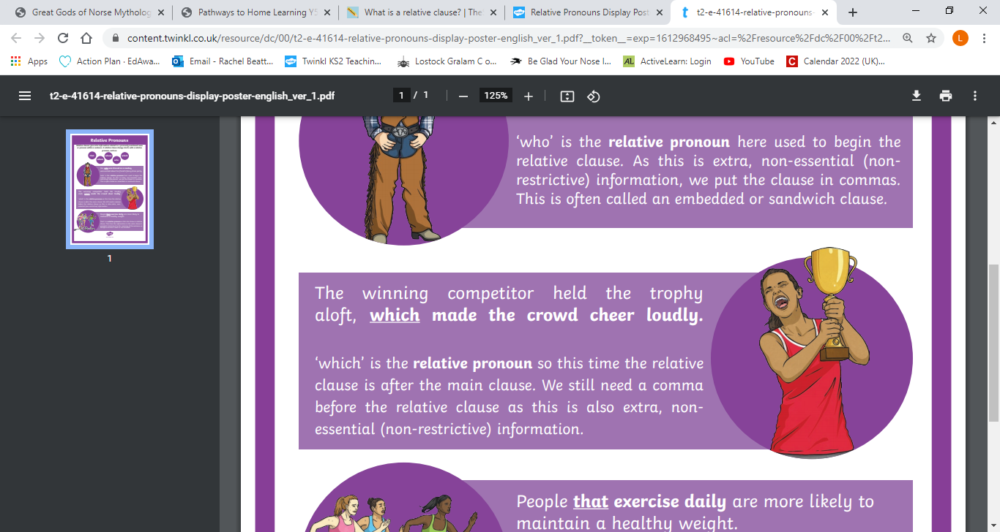 Great Gods of Norse Mytholog
Pathways to Home Learning Y5
What is a relative clause? | The
Relative Pronouns Display Post
t2-e-41614-relative-pronouns-
content.twinkl.co.uk/resource/dc/00/t2-e-41614-relative-pronouns-display-poster-english_ver_1.pdf?__token__=exp=1612968495~acl=%2Fresource%2Fdc%2F00%2Ft2...
L
Apps
Action Plan · EdAwa...
Email - Rachel Beatt...
Twinkl KS2 Teachin...
Lostock Gralam C o...
Be Glad Your Nose I...
AL
ActiveLearn: Login
YouTube
C
Calendar 2022 (UK)...
t2-e-41614-relative-pronouns-display-poster-english_ver_1.pdf
1 / 1
125%
Relative Pronouns
1
‘who’ is the relative pronoun here used to begin the
relative clause. As this is extra, non-essential (non-
restrictive) information, we put the clause in commas.
This is often called an embedded or sandwich clause.
The winning competitor held the trophy
aloft, which made the crowd cheer loudly.
‘which’ is the relative pronoun so this time the relative
clause is after the main clause. We still need a comma
before the relative clause as this is also extra, non-
essential (non-restrictive) information.
People that exercise daily are more likely to
maintain a healthy weight.